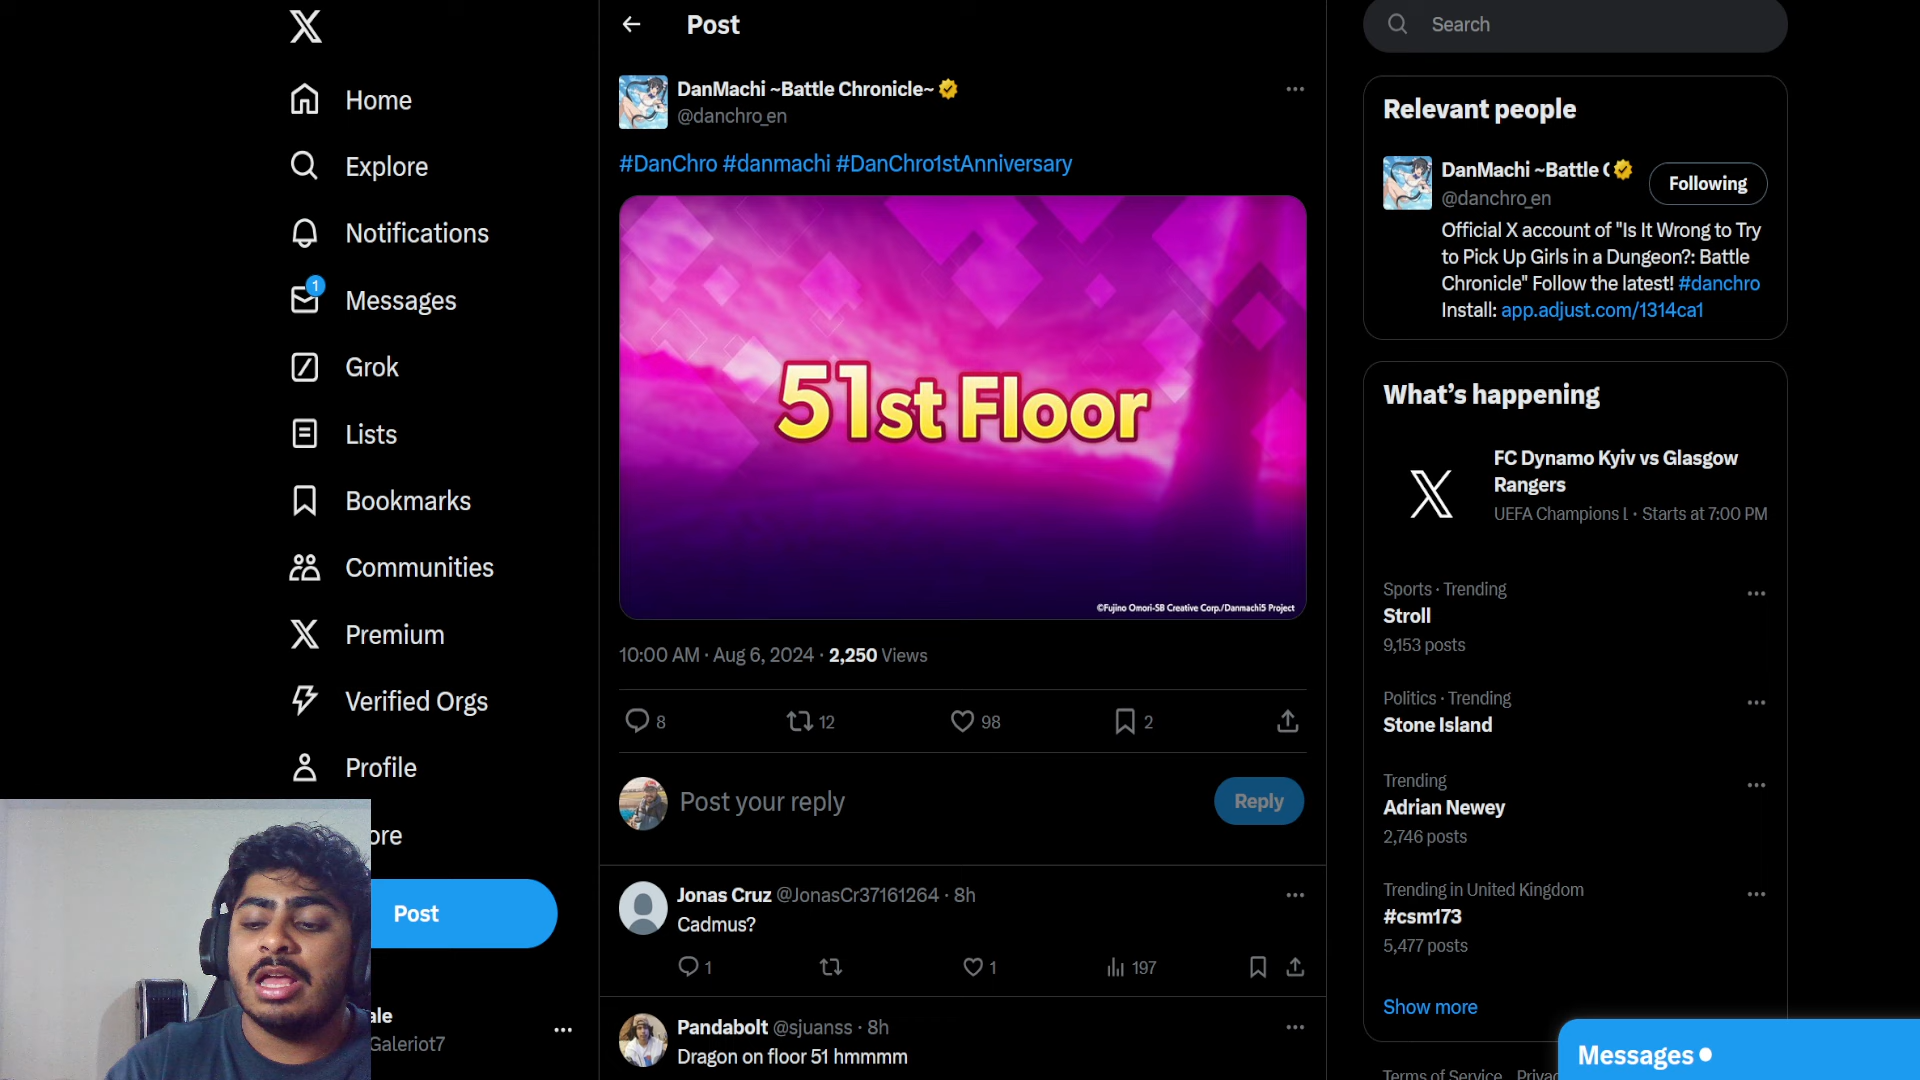 Home
Explore
Notifications
1
Messages
Grok
Lists
Bookmarks
Communities
Premium
Verified Orgs
Profile
ore
Post
ale
Galeriot7
Post
DanMachi ~Battle Chronicle~
@danchro_en
#DanChro #danmachi #DanChro1stAnniversary
51st Floor
©Fujino Omori-SB Creative Corp./Danmachi5 Project
10:00 AM · Aug 6, 2024 · 2,250 Views
8 12 98 2
Post your reply
Reply
Jonas Cruz @JonasCr37161264 · 8h
Cadmus?
1 1 197
Pandabolt @sjuanss · 8h
Dragon on floor 51 hmmmm
Search
Relevant people
DanMachi ~Battle (
@danchro_en
Following
Official X account of "Is It Wrong to Try
to Pick Up Girls in a Dungeon?: Battle
Chronicle" Follow the latest! #danchro
Install: app.adjust.com/1314ca1
What's happening
FC Dynamo Kyiv vs Glasgow
Rangers
UEFA Champions L · Starts at 7:00 PM
Sports · Trending
Stroll
9,153 posts
Politics · Trending
Stone Island
Trending
Adrian Newey
2,746 posts
Trending in United Kingdom
#csm173
5,477 posts
Show more
Messages
Terms of Service Privac